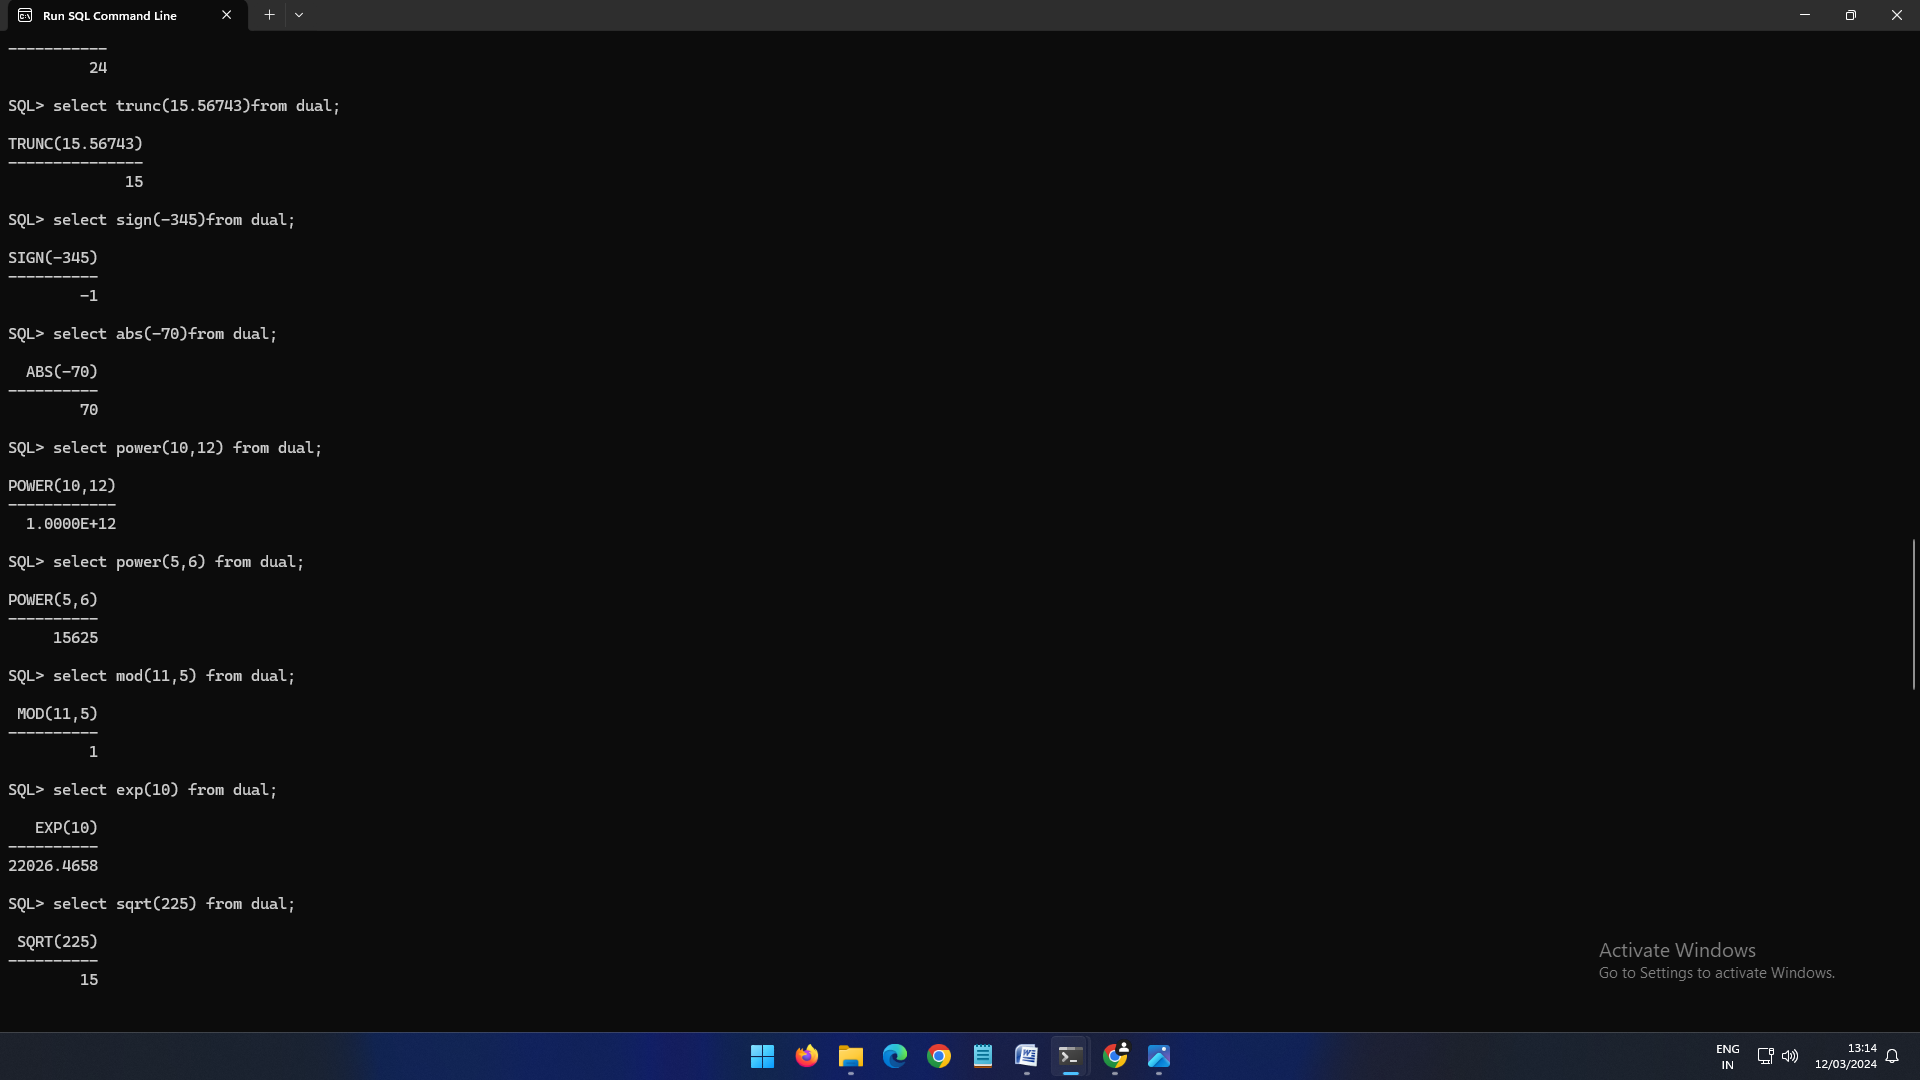 Run SQL Command Line
-----------
24
SQL> select trunc(15.56743)from dual;
TRUNC(15.56743)
---------------
15
SQL> select sign(-345)from dual;
SIGN(-345)
----------
-1
SQL> select abs(-70)from dual;
ABS(-70)
----------
70
SQL> select power(10,12) from dual;
POWER(10,12)
------------
1.0000E+12
SQL> select power(5,6) from dual;
POWER(5,6)
----------
15625
SQL> select mod(11,5) from dual;
MOD(11,5)
----------
1
SQL> select exp(10) from dual;
EXP(10)
----------
22026.4658
SQL> select sqrt(225) from dual;
SQRT(225)
----------
15
Activate Windows
Go to Settings to activate Windows.
ENG
IN
13:14
12/03/2024